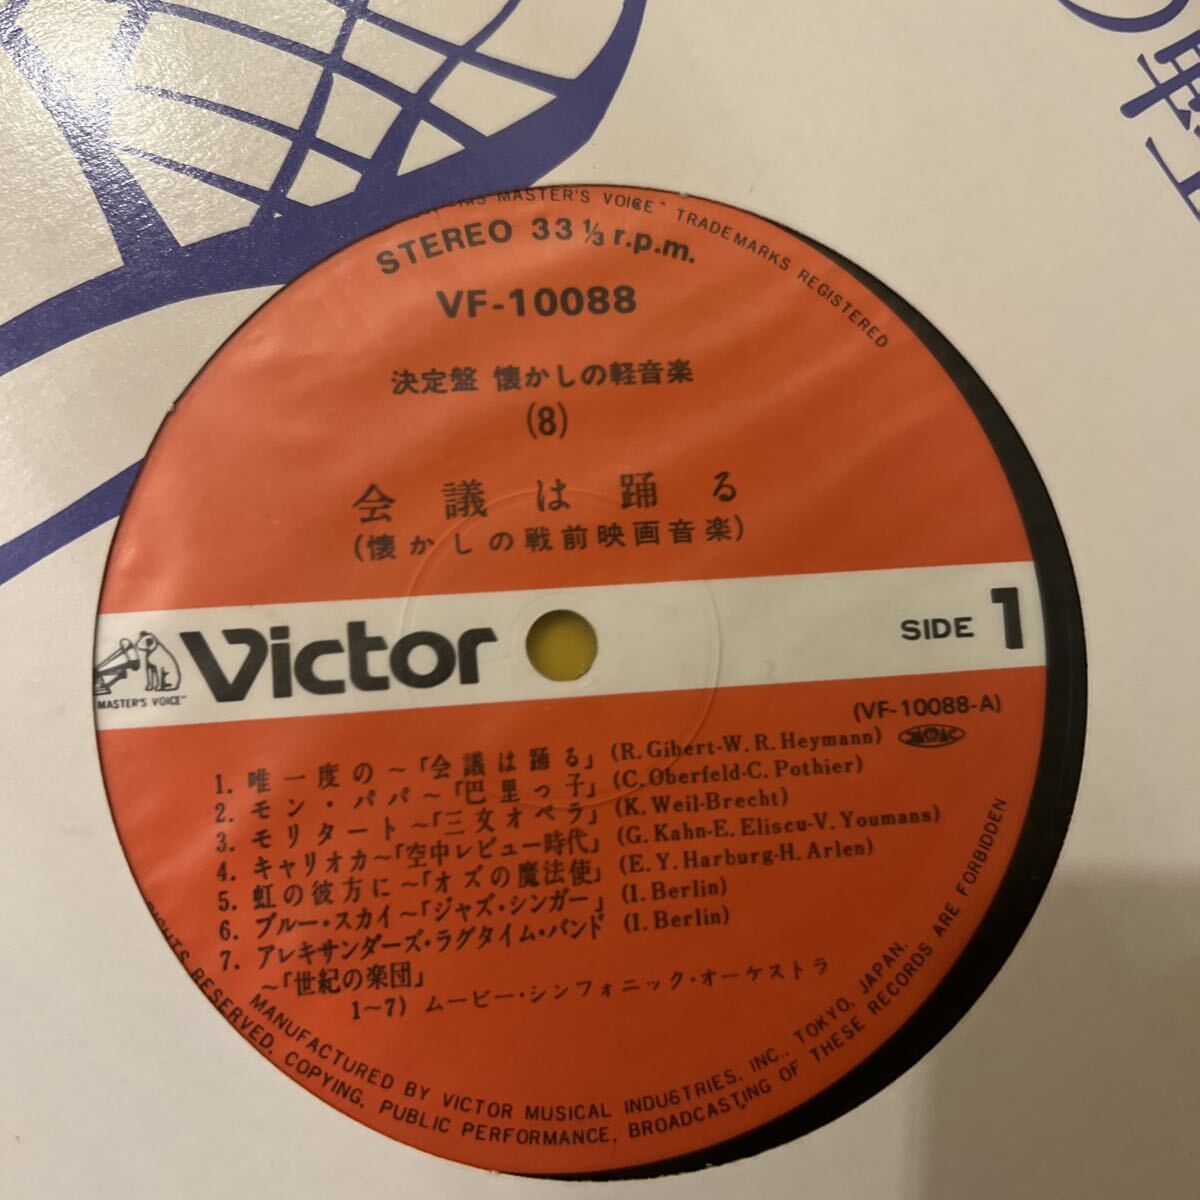 の軽
"HIS MASTER'S VOICE" TRADEMARKS REGISTERED
STEREO 33 1/3 r.p.m.
VF-10088
決定盤 懐かしの軽音楽
(8)
会議は踊る
(懐かしの戦前映画音楽)
MASTER'S VOICE"
Victor
SIDE 1
(VF-10088-A)
1. 唯一度の～「会議は踊る」 (R. Gibert-W. R. Heymann)
2. モン・パパ～「巴里っ子」 (C. Oberfeld-C. Pothier)
3. モリタート～「三文オペラ」 (K. Weil-Brecht)
4. キャリオカ～「空中レビュー時代」 (G. Kahn-E. Eliscu-V. Youmans)
5. 虹の彼方に～「オズの魔法使」 (E. Y. Harburg-H. Arlen)
6. ブルー・スカイ～「ジャズ・シンガー」 (I. Berlin)
7. アレキサンダーズ・ラグタイム・バンド (I. Berlin)
～「世紀の楽団」
1～7) ムービー・シンフォニック・オーケストラ
MANUFACTURED BY VICTOR MUSICAL INDUSTRIES, INC., TOKYO, JAPAN.
RIGHTS RESERVED. COPYING, PUBLIC PERFORMANCE, BROADCASTING OF THESE RECORDS ARE FORBIDDEN